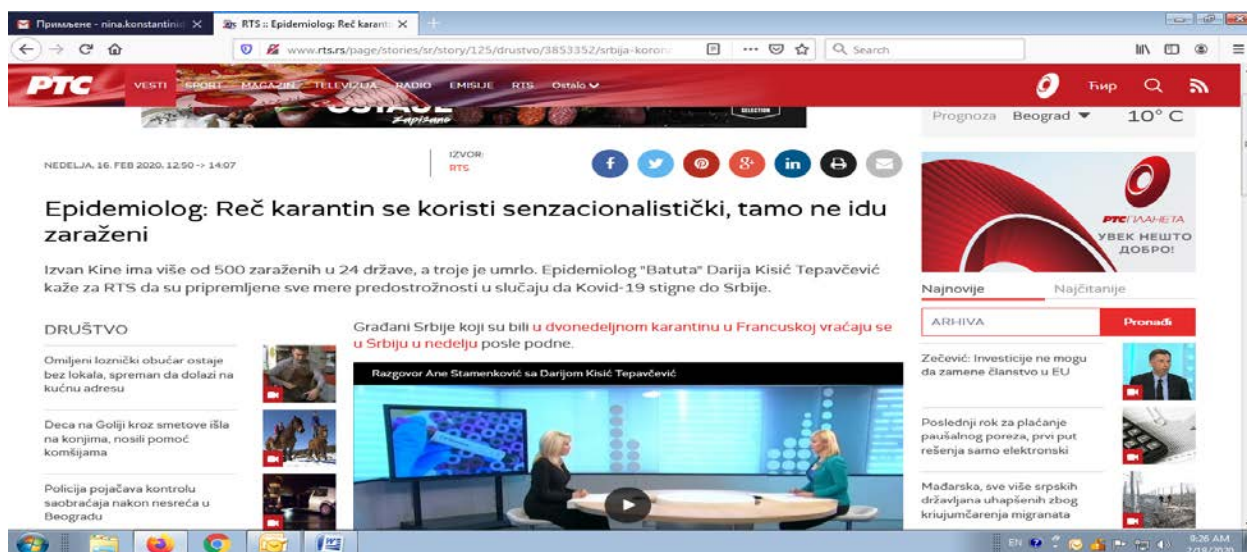 Примљене - nina.konstantinic
RTS :: Epidemiolog: Reč karant
www.rts.rs/page/stories/sr/story/125/drustvo/3853352/srbija-koron
Search
РТС VESTI SPORT MAGAZIN TELEVIZIJA RADIO EMISIJE RTS Ostalo
Ћир
Zapisano
SELECTION
Prognoza Beograd 10° C
NEDELJA, 16. FEB 2020, 12:50 -> 14:07
IZVOR:
RTS
Epidemiolog: Reč karantin se koristi senzacionalistički, tamo ne idu
zaraženi
Izvan Kine ima više od 500 zaraženih u 24 države, a troje je umrlo. Epidemiolog "Batuta" Darija Kisić Tepavčević
kaže za RTS da su pripremljene sve mere predostrožnosti u slučaju da Kovid-19 stigne do Srbije.
DRUŠTVO
Omiljeni loznički obućar ostaje
bez lokala, spreman da dolazi na
kućnu adresu
Deca na Goliji kroz smetove išla
na konjima, nosili pomoć
komšijama
Policija pojačava kontrolu
saobraćaja nakon nesreća u
Beogradu
Građani Srbije koji su bili u dvonedeljnom karantinu u Francuskoj vraćaju se
u Srbiju u nedelju posle podne.
Razgovor Ane Stamenković sa Darijom Kisić Tepavčević
РТС ПЛАНЕТА
УВЕК НЕШТО
ДОБРО!
Najnovije Najčitanije
ARHIVA Pronađi
Zečević: Investicije ne mogu
da zamene članstvo u EU
Poslednji rok za plaćanje
paušalnog poreza, prvi put
rešenja samo elektronski
Mađarska, sve više srpskih
državljana uhapšenih zbog
kriujumčarenja migranata
EN
9:26 AM
2/18/2020